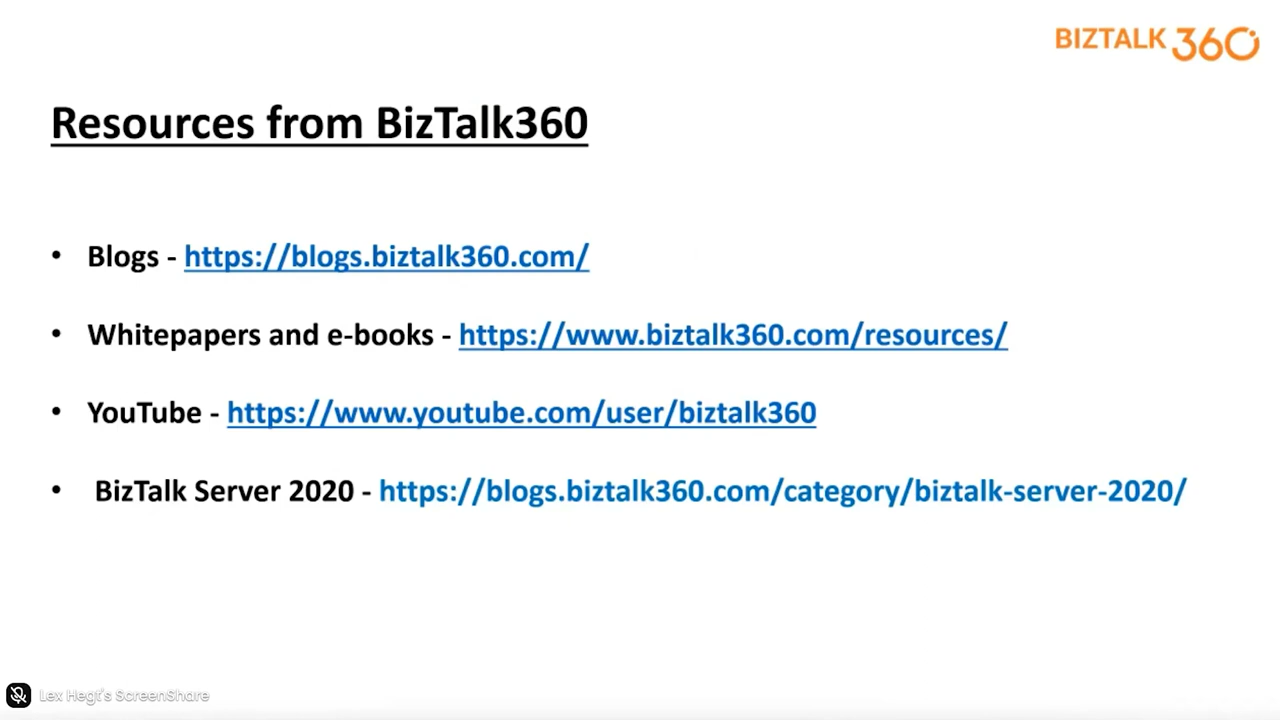 BIZTALK 360
Resources from BizTalk360
• Blogs - https://blogs.biztalk360.com/
• Whitepapers and e-books - https://www.biztalk360.com/resources/
• YouTube - https://www.youtube.com/user/biztalk360
• BizTalk Server 2020 - https://blogs.biztalk360.com/category/biztalk-server-2020/
Lex Hegt's ScreenShare